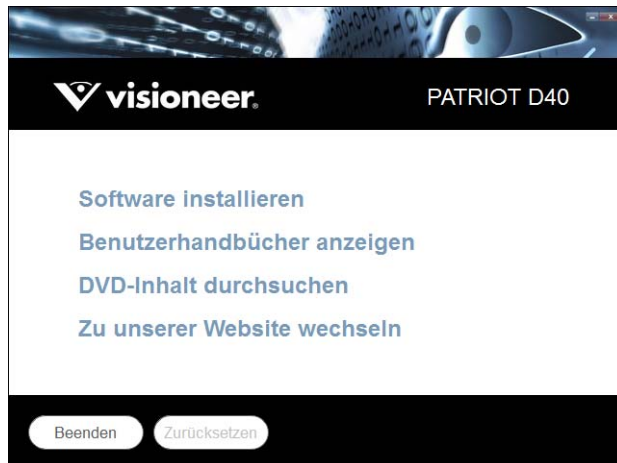 visioneer®
PATRIOT D40
Software installieren
Benutzerhandbücher anzeigen
DVD-Inhalt durchsuchen
Zu unserer Website wechseln
Beenden
Zurücksetzen